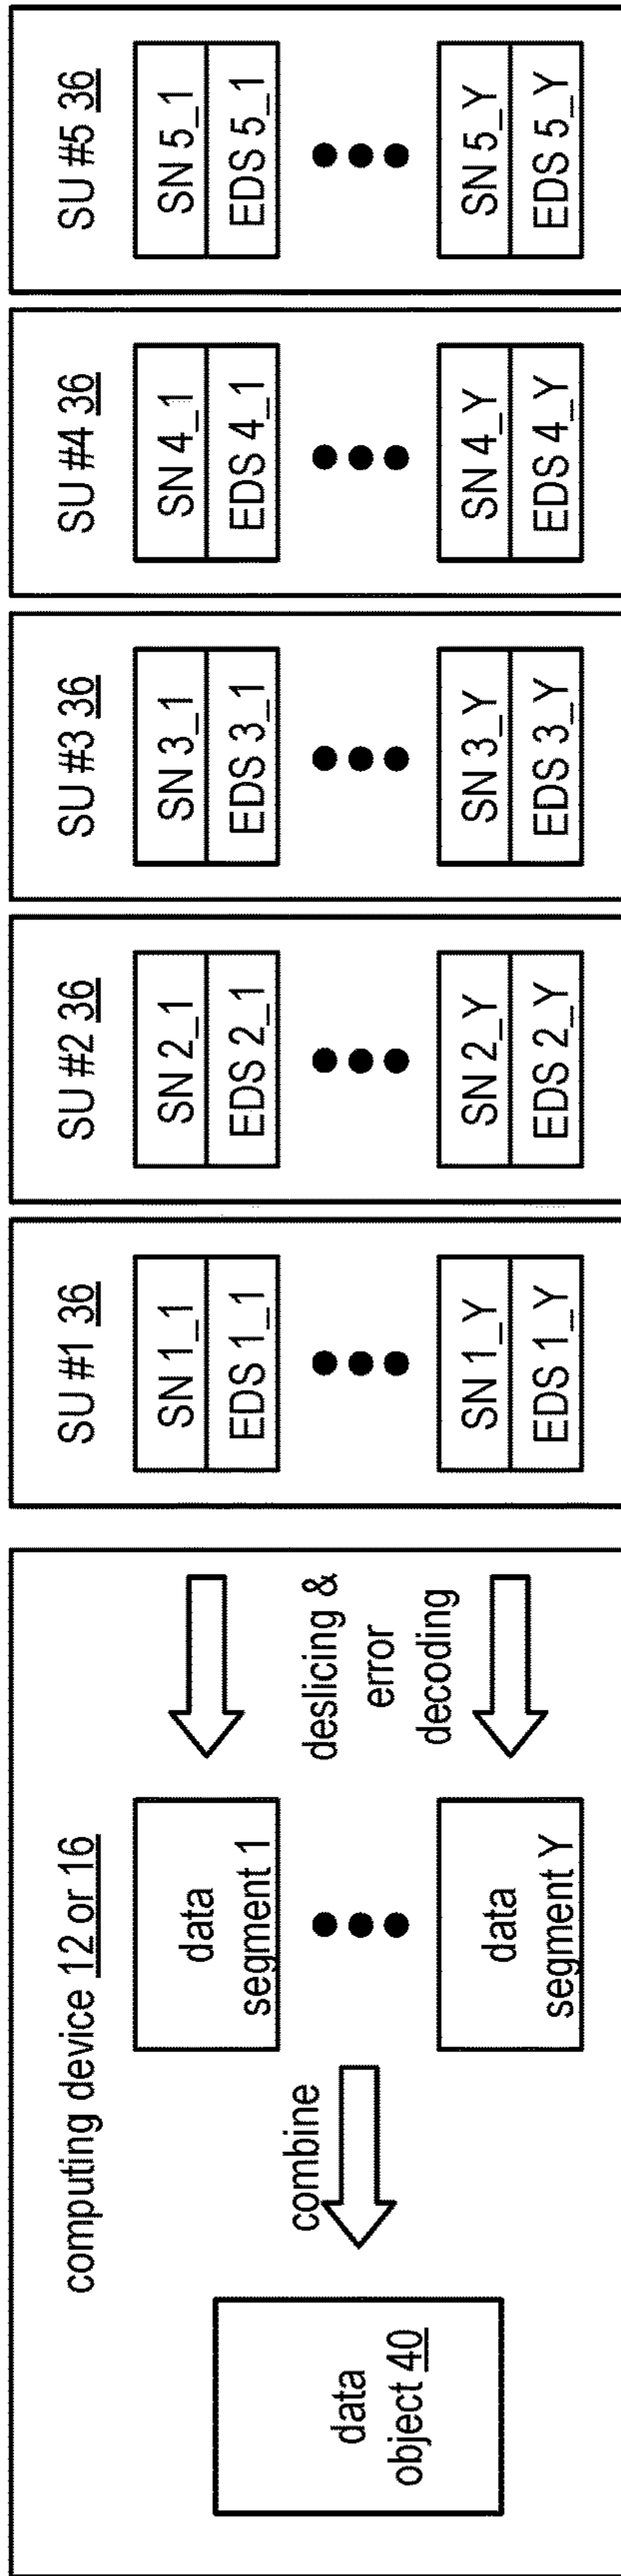 computing device 12 or 16
data
object 40
combine
data
segment 1
data
segment Y
deslicing &
error
decoding
SU #1 36
SN 1_1
EDS 1_1
SN 1_Y
EDS 1_Y
SU #2 36
SN 2_1
EDS 2_1
SN 2_Y
EDS 2_Y
SU #3 36
SN 3_1
EDS 3_1
SN 3_Y
EDS 3_Y
SU #4 36
SN 4_1
EDS 4_1
SN 4_Y
EDS 4_Y
SU #5 36
SN 5_1
EDS 5_1
SN 5_Y
EDS 5_Y